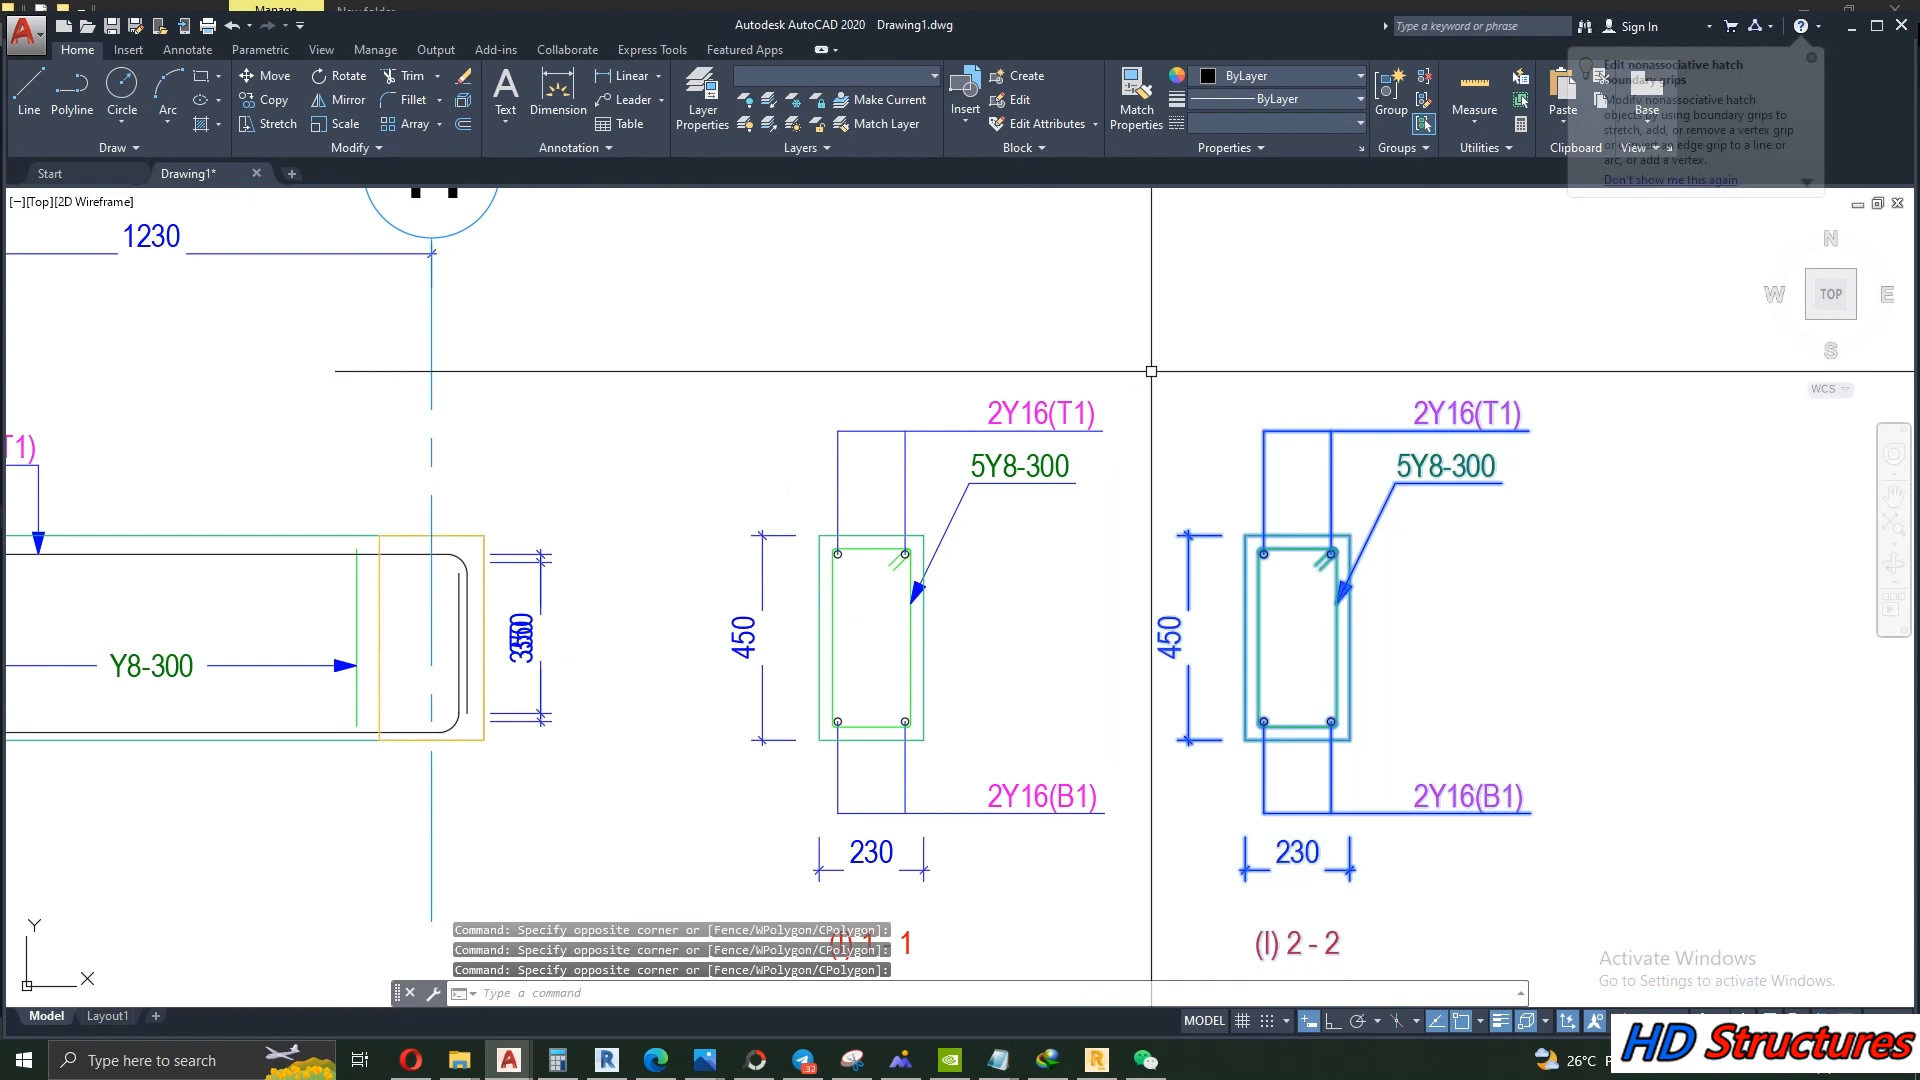 Manage
New folder
Autodesk AutoCAD 2020 Drawing1.dwg
Type a keyword or phrase
Sign In
Home Insert Annotate Parametric View Manage Output Add-ins Collaborate Express Tools Featured Apps
Line Polyline Circle Arc
Move Rotate Trim
Copy Mirror Fillet
Stretch Scale Array
Text Dimension
Linear
Leader
Table
Layer Properties
Make Current
Match Layer
Insert
Create
Edit
Edit Attributes
Match Properties
ByLayer
ByLayer
Group
Measure
Paste
Base
Draw Modify Annotation Layers Block Properties Groups Utilities Clipboard View
Edit nonassociative hatch
boundary grips
Modify nonassociative hatch
objects by using boundary grips to
stretch, add, or remove a vertex grip
or convert an edge grip to a line or
arc, or add a vertex.
Don't show me this again
Start Drawing1*
[−][Top][2D Wireframe]
1230
N
W TOP E
S
WCS
2Y16(T1) 2Y16(T1)
T1)
5Y8-300 5Y8-300
450 450
Y8-300
2Y16(B1) 2Y16(B1)
230 230
Command: Specify opposite corner or [Fence/WPolygon/CPolygon]:
Command: Specify opposite corner or [Fence/WPolygon/CPolygon]:
Command: Specify opposite corner or [Fence/WPolygon/CPolygon]:
(I) 1 1
(I) 2 - 2
Y
X
Type a command
Activate Windows
Go to Settings to activate Windows.
Model Layout1
MODEL
HD Structures
Type here to search
32
26°C